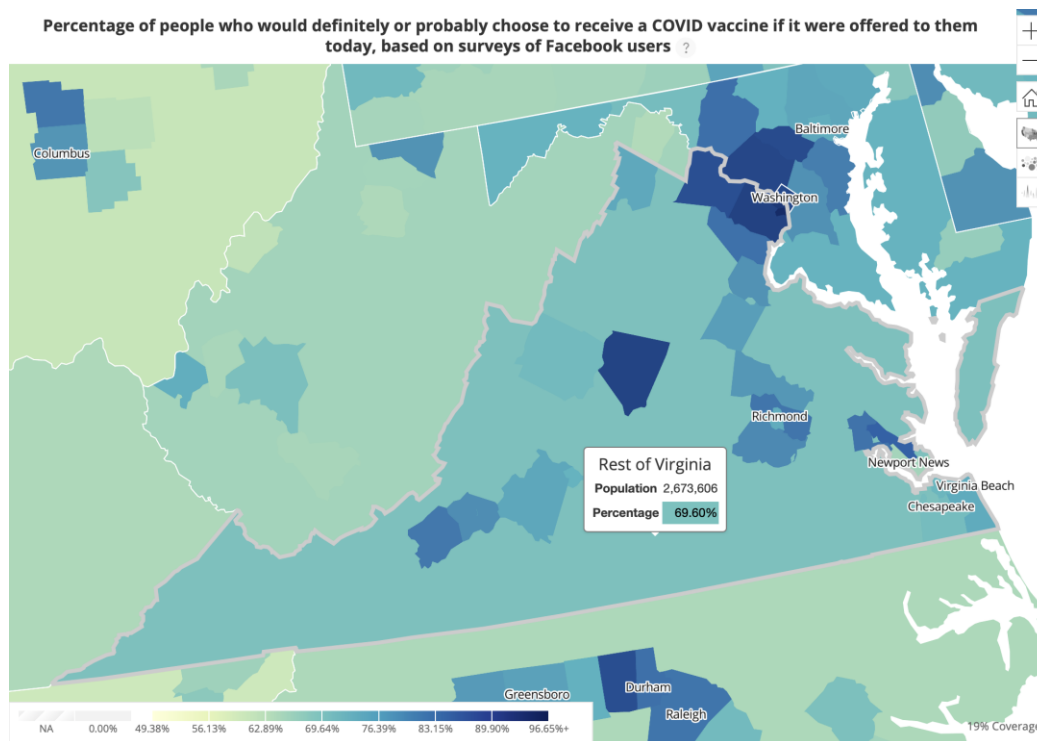 Percentage of people who would definitely or probably choose to receive a COVID vaccine if it were offered to them
today, based on surveys of Facebook users ?
+
—
Baltimore
Columbus
Washington
Richmond
Rest of Virginia
Population 2,673,606
Percentage 69.60%
Newport News
Virginia Beach
Chesapeake
Durham
Greensboro
Raleigh
NA 0.00% 49.38% 56.13% 62.89% 69.64% 76.39% 83.15% 89.90% 96.65%+
19% Coverage